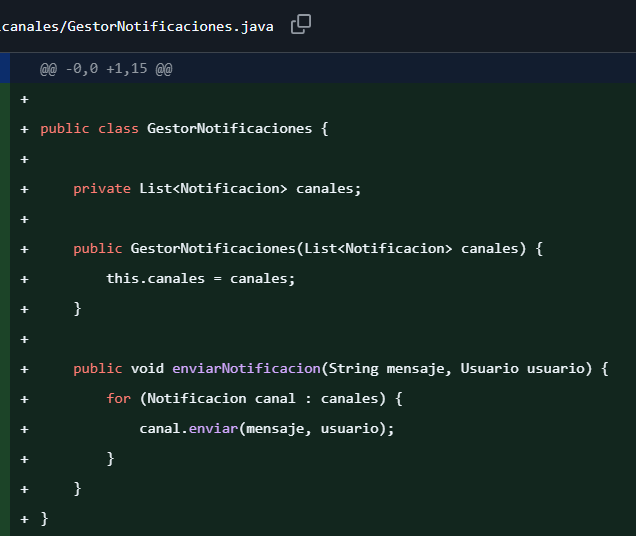 canales/GestorNotificaciones.java
@@ -0,0 +1,15 @@
+
+ public class GestorNotificaciones {
+
+     private List<Notificacion> canales;
+
+     public GestorNotificaciones(List<Notificacion> canales) {
+         this.canales = canales;
+     }
+
+     public void enviarNotificacion(String mensaje, Usuario usuario) {
+         for (Notificacion canal : canales) {
+             canal.enviar(mensaje, usuario);
+         }
+     }
+ }